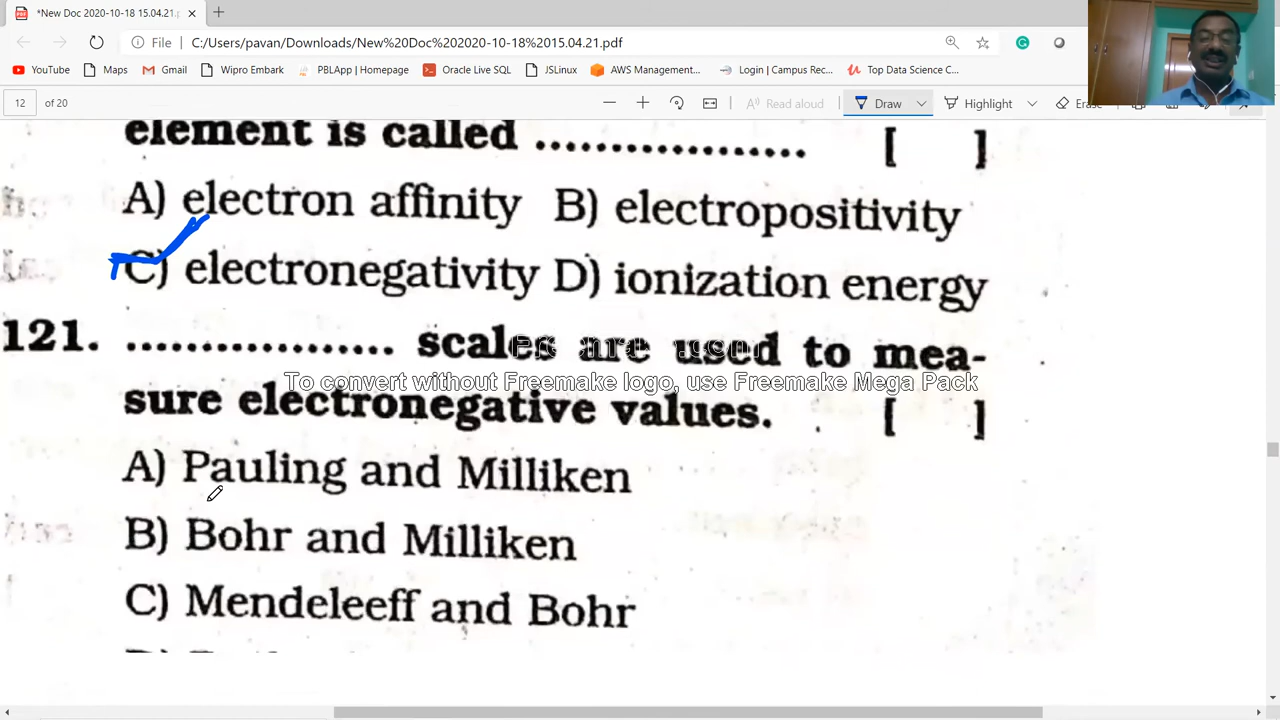 *New Doc 2020-10-18 15.04.21.p
File C:/Users/pavan/Downloads/New%20Doc%202020-10-18%2015.04.21.pdf
YouTube Maps Gmail Wipro Embark PBLApp | Homepage Oracle Live SQL JSLinux AWS Management... Login | Campus Rec... Top Data Science C...
12 of 20 Read aloud Draw Highlight Erase
element is called .................. [ ]
A) electron affinity B) electropositivity
C) electronegativity D) ionization energy
121. .................. scales are used to mea-
To convert without Freemake logo, use Freemake Mega Pack
sure electronegative values. [ ]
A) Pauling and Milliken
B) Bohr and Milliken
C) Mendeleeff and Bohr